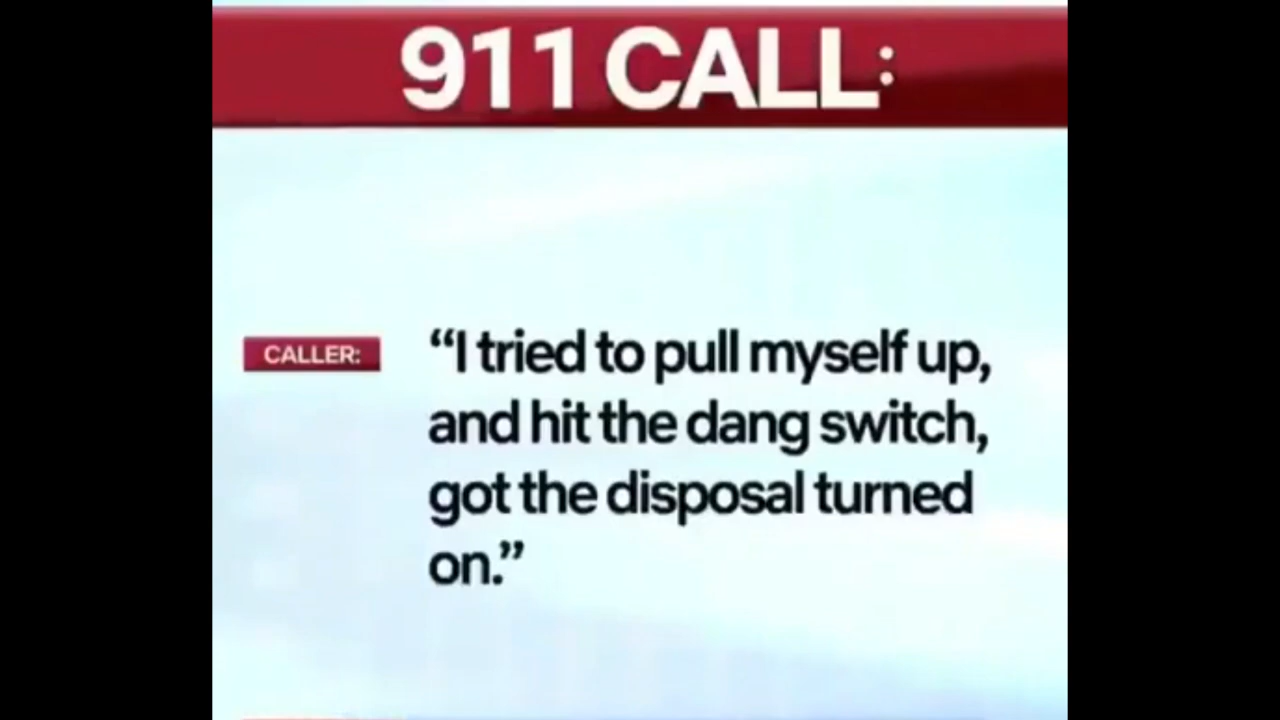 911 CALL:
CALLER:
“I tried to pull myself up,
and hit the dang switch,
got the disposal turned
on.”